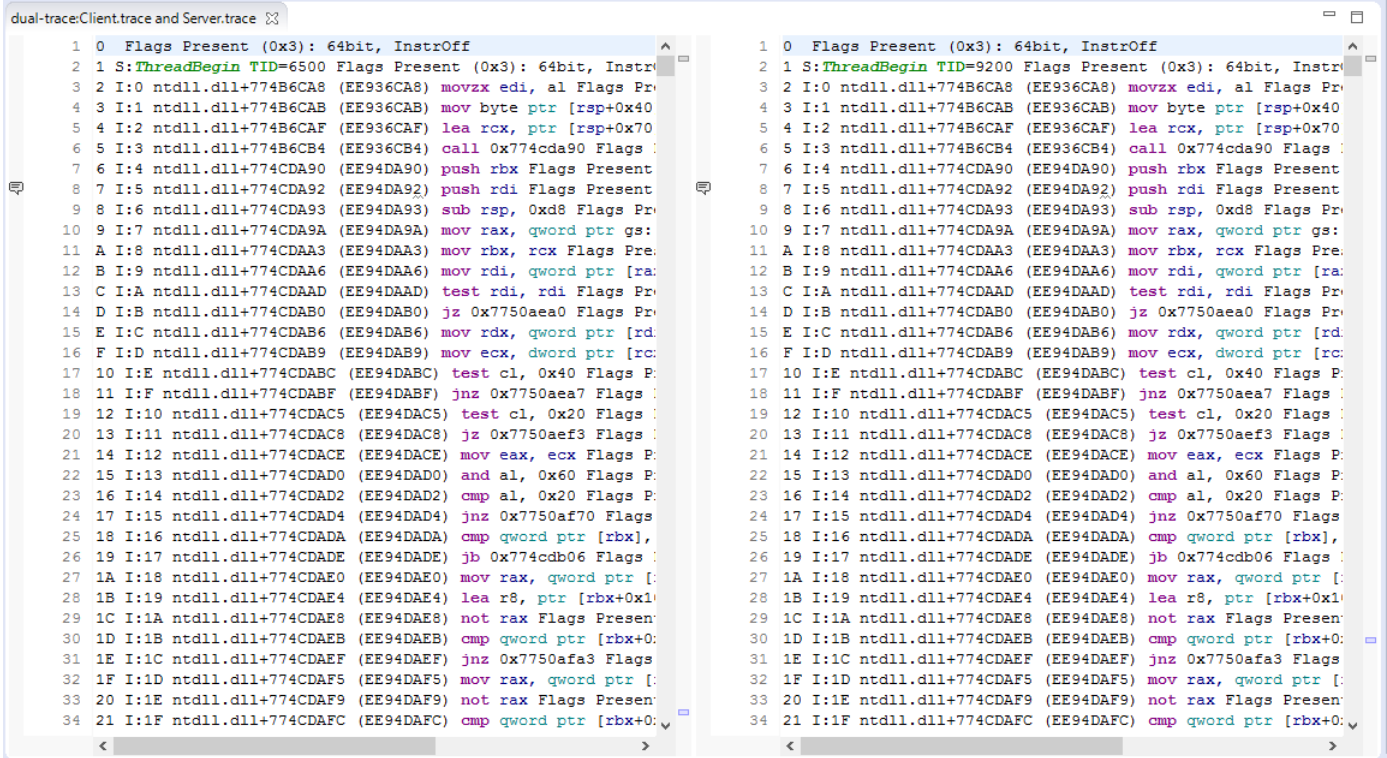 dual-trace:Client.trace and Server.trace
1 0 Flags Present (0x3): 64bit, InstrOff
2 1 S:ThreadBegin TID=6500 Flags Present (0x3): 64bit, Instr
3 2 I:0 ntdll.dll+774B6CA8 (EE936CA8) movzx edi, al Flags Pr
4 3 I:1 ntdll.dll+774B6CAB (EE936CAB) mov byte ptr [rsp+0x40
5 4 I:2 ntdll.dll+774B6CAF (EE936CAF) lea rcx, ptr [rsp+0x70
6 5 I:3 ntdll.dll+774B6CB4 (EE936CB4) call 0x774cda90 Flags
7 6 I:4 ntdll.dll+774CDA90 (EE94DA90) push rbx Flags Present
8 7 I:5 ntdll.dll+774CDA92 (EE94DA92) push rdi Flags Present
9 8 I:6 ntdll.dll+774CDA93 (EE94DA93) sub rsp, 0xd8 Flags Pr
10 9 I:7 ntdll.dll+774CDA9A (EE94DA9A) mov rax, qword ptr gs:
11 A I:8 ntdll.dll+774CDAA3 (EE94DAA3) mov rbx, rcx Flags Pre
12 B I:9 ntdll.dll+774CDAA6 (EE94DAA6) mov rdi, qword ptr [ra
13 C I:A ntdll.dll+774CDAAD (EE94DAAD) test rdi, rdi Flags Pr
14 D I:B ntdll.dll+774CDAB0 (EE94DAB0) jz 0x7750aea0 Flags Pr
15 E I:C ntdll.dll+774CDAB6 (EE94DAB6) mov rdx, qword ptr [rd
16 F I:D ntdll.dll+774CDAB9 (EE94DAB9) mov ecx, dword ptr [rc
17 10 I:E ntdll.dll+774CDABC (EE94DABC) test cl, 0x40 Flags P
18 11 I:F ntdll.dll+774CDABF (EE94DABF) jnz 0x7750aea7 Flags
19 12 I:10 ntdll.dll+774CDAC5 (EE94DAC5) test cl, 0x20 Flags
20 13 I:11 ntdll.dll+774CDAC8 (EE94DAC8) jz 0x7750aef3 Flags
21 14 I:12 ntdll.dll+774CDACE (EE94DACE) mov eax, ecx Flags P
22 15 I:13 ntdll.dll+774CDAD0 (EE94DAD0) and al, 0x60 Flags P
23 16 I:14 ntdll.dll+774CDAD2 (EE94DAD2) cmp al, 0x20 Flags P
24 17 I:15 ntdll.dll+774CDAD4 (EE94DAD4) jnz 0x7750af70 Flags
25 18 I:16 ntdll.dll+774CDADA (EE94DADA) cmp qword ptr [rbx],
26 19 I:17 ntdll.dll+774CDADE (EE94DADE) jb 0x774cdb06 Flags
27 1A I:18 ntdll.dll+774CDAE0 (EE94DAE0) mov rax, qword ptr [
28 1B I:19 ntdll.dll+774CDAE4 (EE94DAE4) lea r8, ptr [rbx+0x1
29 1C I:1A ntdll.dll+774CDAE8 (EE94DAE8) not rax Flags Presen
30 1D I:1B ntdll.dll+774CDAEB (EE94DAEB) cmp qword ptr [rbx+0
31 1E I:1C ntdll.dll+774CDAEF (EE94DAEF) jnz 0x7750afa3 Flags
32 1F I:1D ntdll.dll+774CDAF5 (EE94DAF5) mov rax, qword ptr [
33 20 I:1E ntdll.dll+774CDAF9 (EE94DAF9) not rax Flags Presen
34 21 I:1F ntdll.dll+774CDAFC (EE94DAFC) cmp qword ptr [rbx+0
1 0 Flags Present (0x3): 64bit, InstrOff
2 1 S:ThreadBegin TID=9200 Flags Present (0x3): 64bit, Instr
3 2 I:0 ntdll.dll+774B6CA8 (EE936CA8) movzx edi, al Flags Pr
4 3 I:1 ntdll.dll+774B6CAB (EE936CAB) mov byte ptr [rsp+0x40
5 4 I:2 ntdll.dll+774B6CAF (EE936CAF) lea rcx, ptr [rsp+0x70
6 5 I:3 ntdll.dll+774B6CB4 (EE936CB4) call 0x774cda90 Flags
7 6 I:4 ntdll.dll+774CDA90 (EE94DA90) push rbx Flags Present
8 7 I:5 ntdll.dll+774CDA92 (EE94DA92) push rdi Flags Present
9 8 I:6 ntdll.dll+774CDA93 (EE94DA93) sub rsp, 0xd8 Flags Pr
10 9 I:7 ntdll.dll+774CDA9A (EE94DA9A) mov rax, qword ptr gs:
11 A I:8 ntdll.dll+774CDAA3 (EE94DAA3) mov rbx, rcx Flags Pre
12 B I:9 ntdll.dll+774CDAA6 (EE94DAA6) mov rdi, qword ptr [ra
13 C I:A ntdll.dll+774CDAAD (EE94DAAD) test rdi, rdi Flags Pr
14 D I:B ntdll.dll+774CDAB0 (EE94DAB0) jz 0x7750aea0 Flags Pr
15 E I:C ntdll.dll+774CDAB6 (EE94DAB6) mov rdx, qword ptr [rd
16 F I:D ntdll.dll+774CDAB9 (EE94DAB9) mov ecx, dword ptr [rc
17 10 I:E ntdll.dll+774CDABC (EE94DABC) test cl, 0x40 Flags P
18 11 I:F ntdll.dll+774CDABF (EE94DABF) jnz 0x7750aea7 Flags
19 12 I:10 ntdll.dll+774CDAC5 (EE94DAC5) test cl, 0x20 Flags
20 13 I:11 ntdll.dll+774CDAC8 (EE94DAC8) jz 0x7750aef3 Flags
21 14 I:12 ntdll.dll+774CDACE (EE94DACE) mov eax, ecx Flags P
22 15 I:13 ntdll.dll+774CDAD0 (EE94DAD0) and al, 0x60 Flags P
23 16 I:14 ntdll.dll+774CDAD2 (EE94DAD2) cmp al, 0x20 Flags P
24 17 I:15 ntdll.dll+774CDAD4 (EE94DAD4) jnz 0x7750af70 Flags
25 18 I:16 ntdll.dll+774CDADA (EE94DADA) cmp qword ptr [rbx],
26 19 I:17 ntdll.dll+774CDADE (EE94DADE) jb 0x774cdb06 Flags
27 1A I:18 ntdll.dll+774CDAE0 (EE94DAE0) mov rax, qword ptr [
28 1B I:19 ntdll.dll+774CDAE4 (EE94DAE4) lea r8, ptr [rbx+0x1
29 1C I:1A ntdll.dll+774CDAE8 (EE94DAE8) not rax Flags Presen
30 1D I:1B ntdll.dll+774CDAEB (EE94DAEB) cmp qword ptr [rbx+0
31 1E I:1C ntdll.dll+774CDAEF (EE94DAEF) jnz 0x7750afa3 Flags
32 1F I:1D ntdll.dll+774CDAF5 (EE94DAF5) mov rax, qword ptr [
33 20 I:1E ntdll.dll+774CDAF9 (EE94DAF9) not rax Flags Presen
34 21 I:1F ntdll.dll+774CDAFC (EE94DAFC) cmp qword ptr [rbx+0